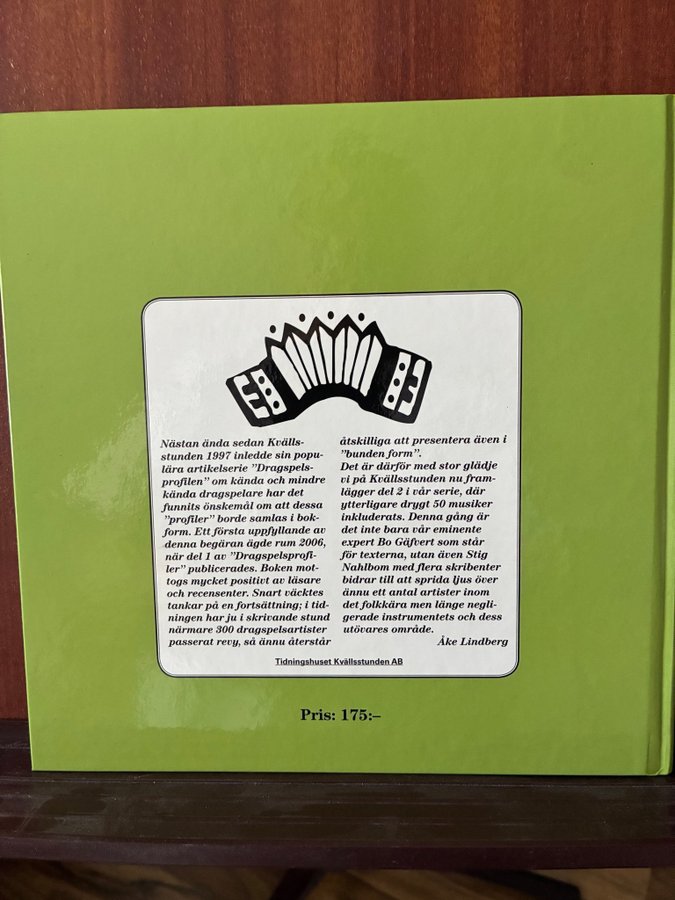 Nästan ända sedan Kvälls-
stunden 1997 inledde sin popu-
lära artikelserie ”Dragspels-
profilen” om kända och mindre
kända dragspelare har det
funnits önskemål om att dessa
”profiler” borde samlas i bok-
form. Ett första uppfyllande av
denna begäran ägde rum 2006,
när del 1 av ”Dragspelsprofi-
ler” publicerades. Boken mot-
togs mycket positivt av läsare
och recensenter. Snart väcktes
tankar på en fortsättning; i tid-
ningen har ju i skrivande stund
närmare 300 dragspelsartister
passerat revy, så ännu återstår
åtskilliga att presentera även i
”bunden form”.
Det är därför med stor glädje
vi på Kvällsstunden nu fram-
lägger del 2 i vår serie, där
ytterligare drygt 50 musiker
inkluderats. Denna gång är
det inte bara vår eminente
expert Bo Gäfvert som står
för texterna, utan även Stig
Nahlbom med flera skribenter
bidrar till att sprida ljus över
ännu ett antal artister inom
det folkkära men länge negli-
gerade instrumentets och dess
utövares område.
Åke Lindberg
Tidningshuset Kvällsstunden AB
Pris: 175:–